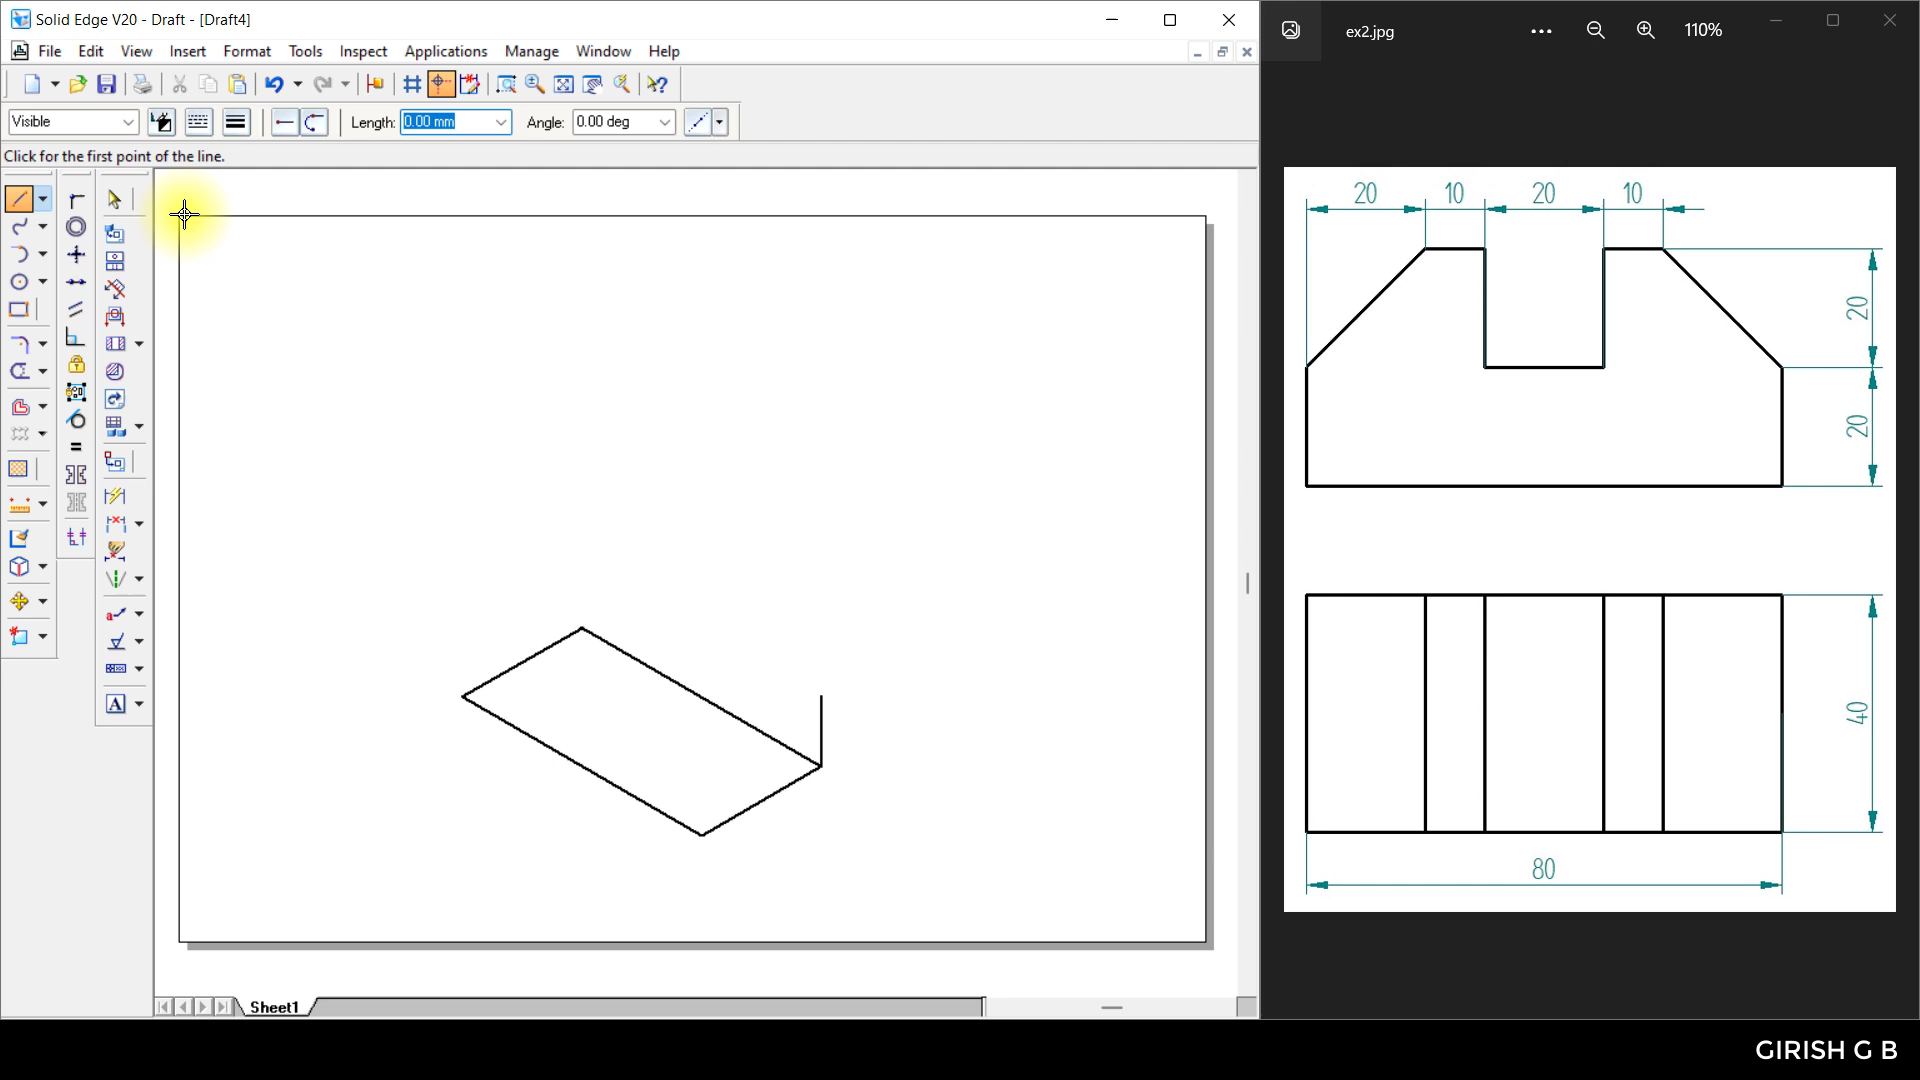 Solid Edge V20 - Draft - [Draft4]
File Edit View Insert Format Tools Inspect Applications Manage Window Help
Visible Length: 0.00 mm Angle: 0.00 deg
Click for the first point of the line.
A
Sheet1
ex2.jpg
110%
20 10 20 10
20
20
40
80
GIRISH G B